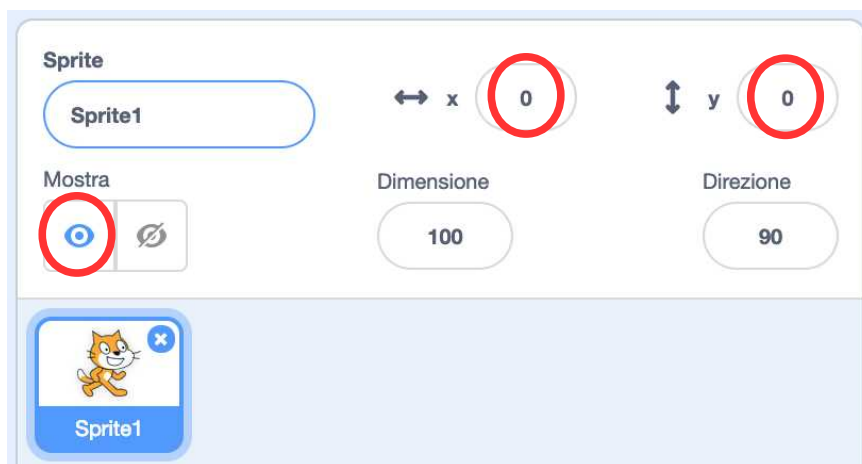 Sprite
Sprite1
x 0
y 0
Mostra
Dimensione
100
Direzione
90
Sprite1